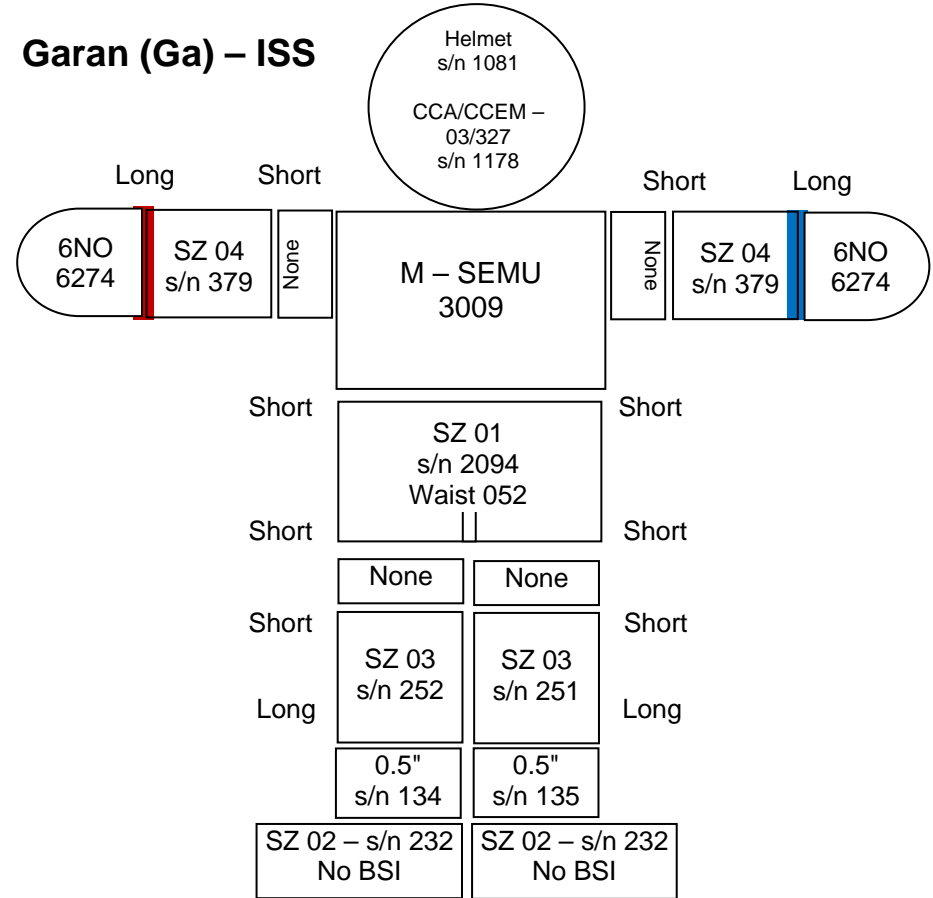 Garan (Ga) – ISS
Helmet
s/n 1081
CCA/CCEM –
03/327
s/n 1178
Long
Short
Short
Long
6NO
6274
SZ 04
s/n 379
None
M – SEMU
3009
None
SZ 04
s/n 379
6NO
6274
Short
Short
SZ 01
s/n 2094
Waist 052
Short
Short
None
None
Short
Short
SZ 03
s/n 252
SZ 03
s/n 251
Long
Long
0.5"
s/n 134
0.5"
s/n 135
SZ 02 – s/n 232
No BSI
SZ 02 – s/n 232
No BSI